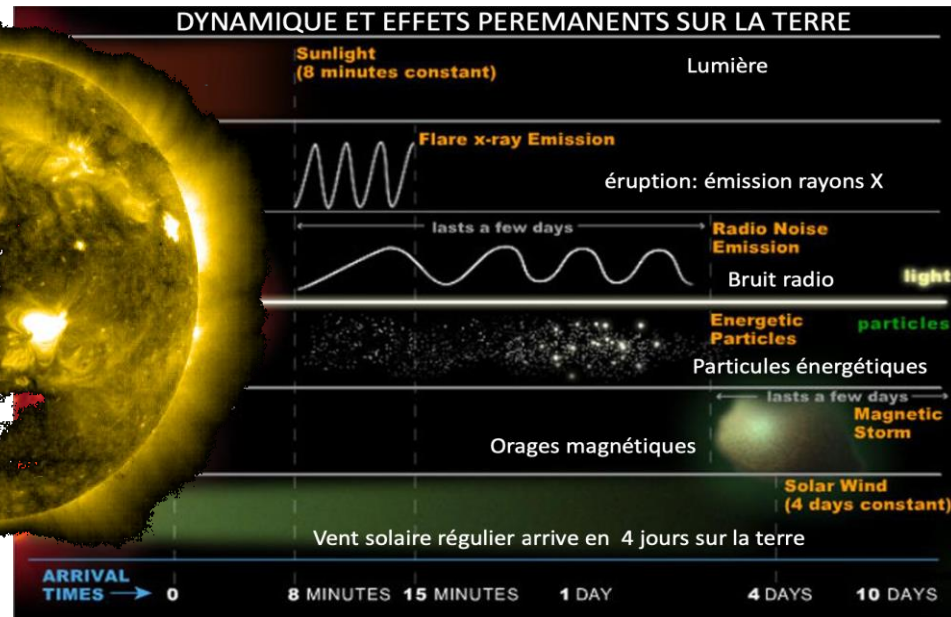 DYNAMIQUE ET EFFETS PEREMANENTS SUR LA TERRE
Sunlight
(8 minutes constant)
Lumière
Flare x-ray Emission
éruption: émission rayons X
lasts a few days
Radio Noise
Emission
Bruit radio
light
Energetic
Particles
particles
Particules énergétiques
lasts a few days
Magnetic
Storm
Orages magnétiques
Solar Wind
(4 days constant)
Vent solaire régulier arrive en 4 jours sur la terre
ARRIVAL
TIMES
0 8 MINUTES 15 MINUTES 1 DAY 4 DAYS 10 DAYS